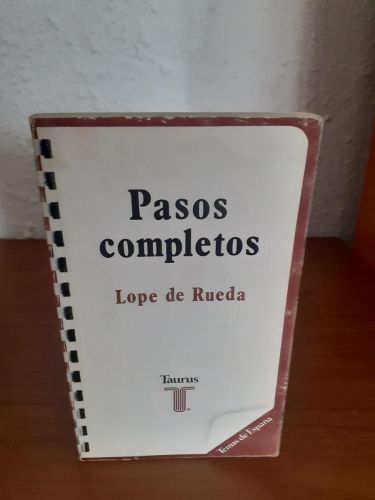 Pasos
completos
Lope de Rueda
Taurus
T
Temas de España